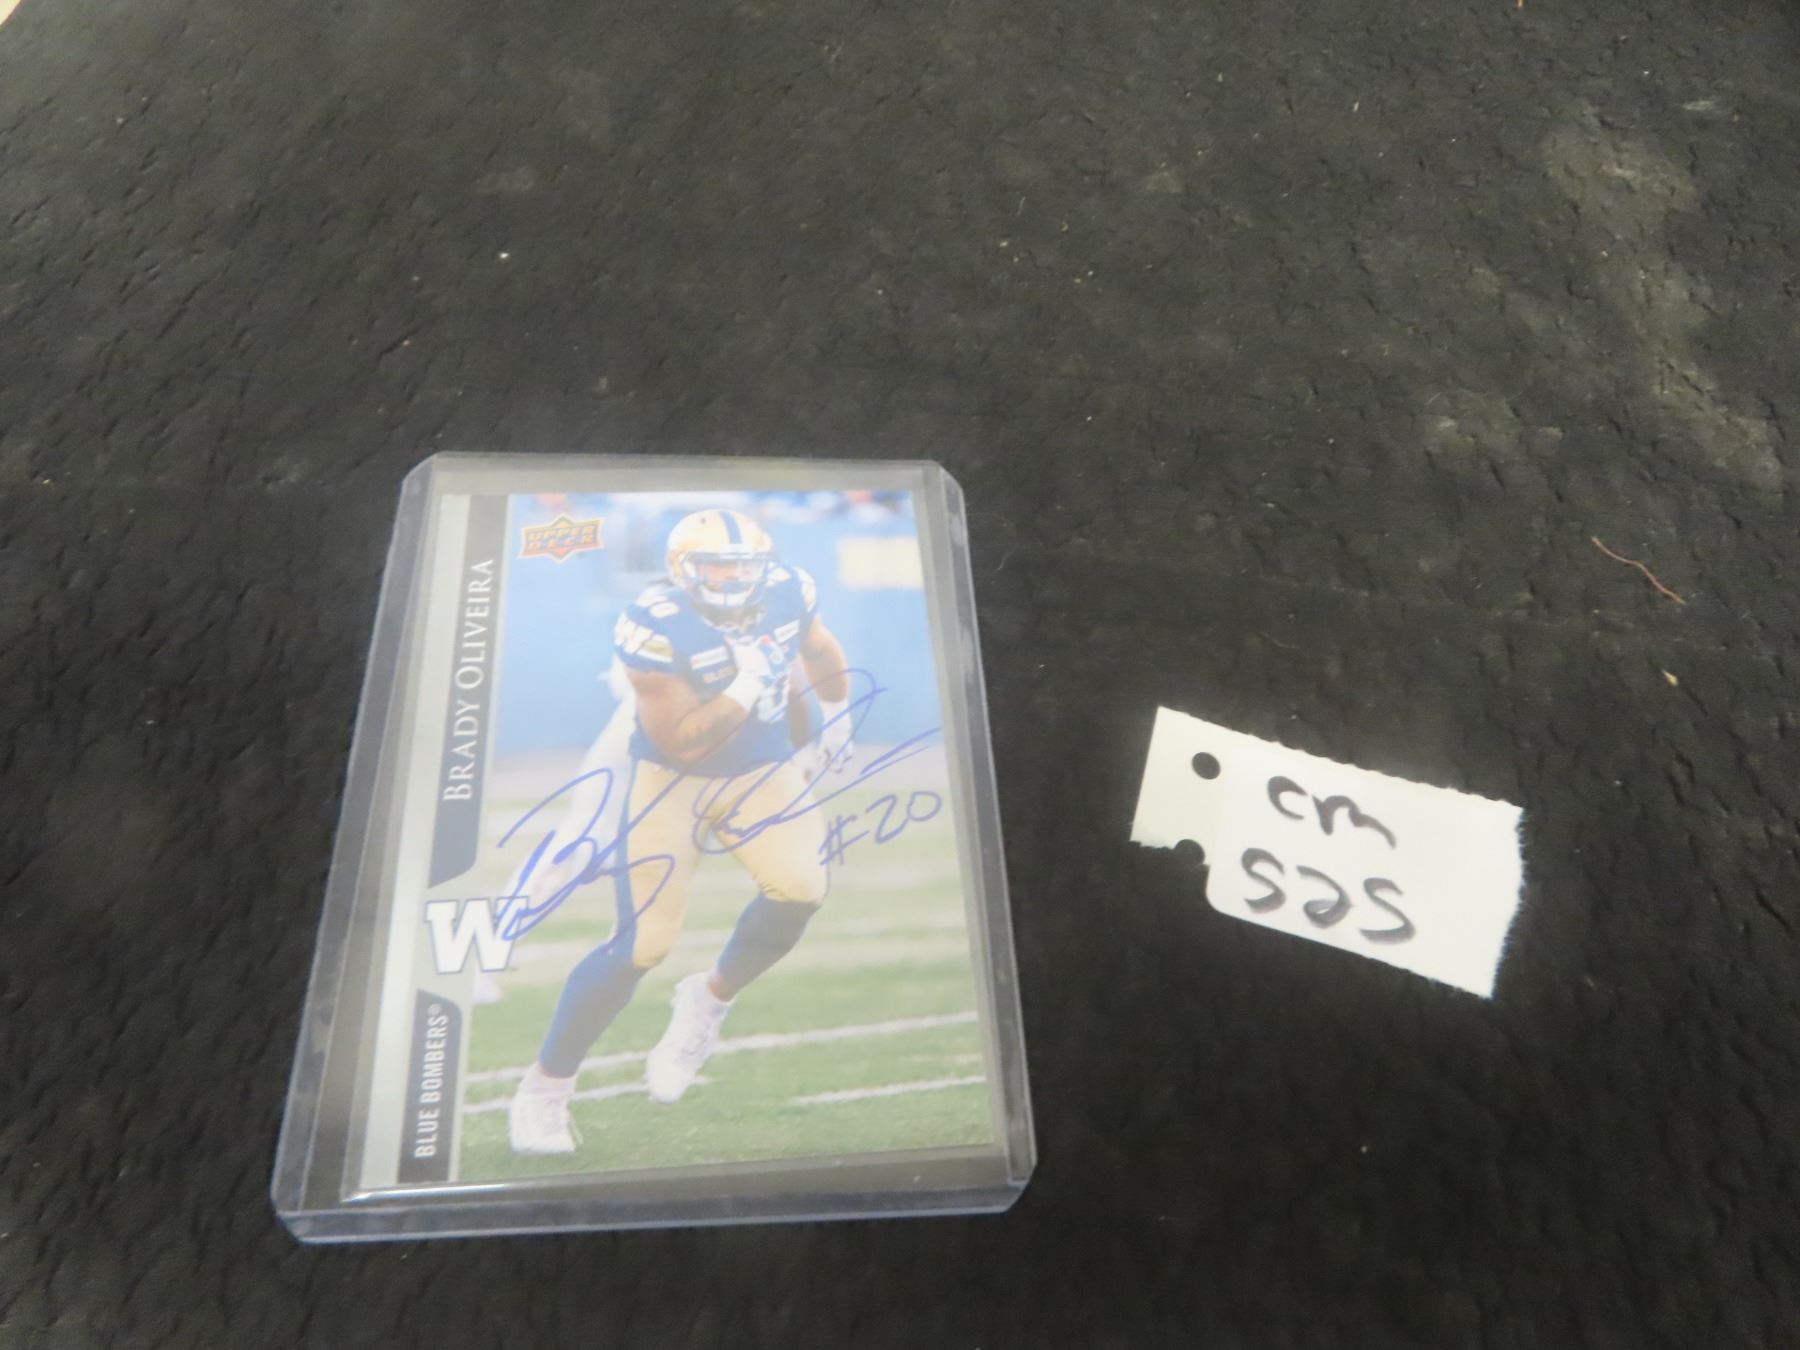 UPPER
DECK
BRADY OLIVEIRA
W
BLUE BOMBERS®
#20
cm
525